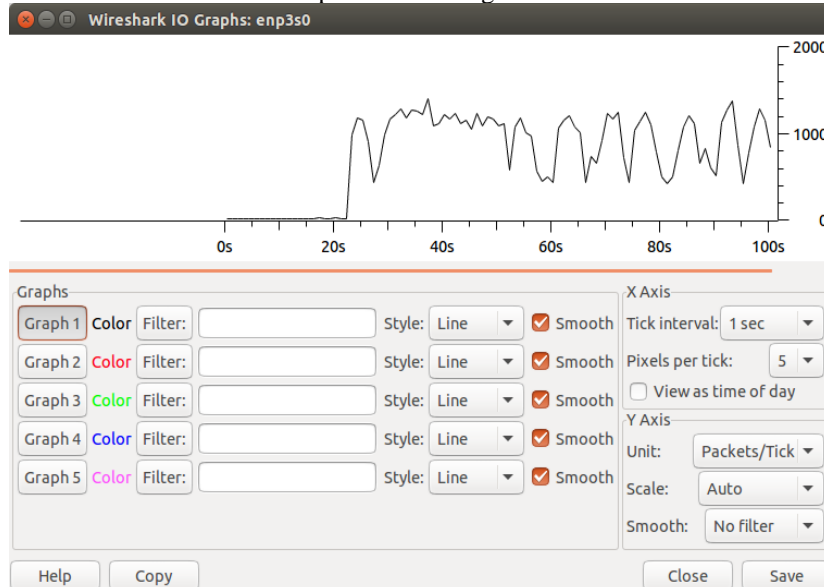 Wireshark IO Graphs: enp3s0
2000
1000
0
0s 20s 40s 60s 80s 100s
Graphs
X Axis
Graph 1 Color Filter: Style: Line Smooth Tick interval: 1 sec
Graph 2 Color Filter: Style: Line Smooth Pixels per tick: 5
Graph 3 Color Filter: Style: Line Smooth View as time of day
Y Axis
Graph 4 Color Filter: Style: Line Smooth Unit: Packets/Tick
Graph 5 Color Filter: Style: Line Smooth Scale: Auto
Smooth: No filter
Help Copy Close Save